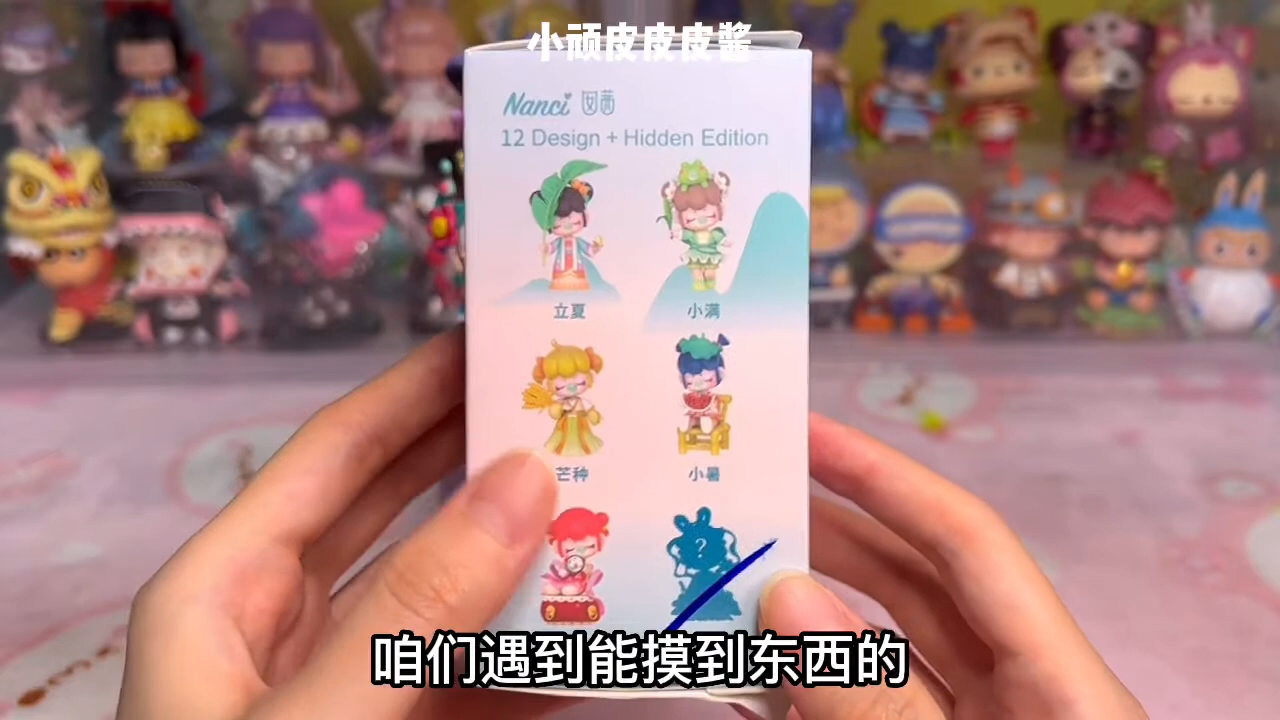 小顽皮皮皮酱
Nanci 囡茜
12 Design + Hidden Edition
立夏
小满
芒种
小暑
?
咱们遇到能摸到东西的